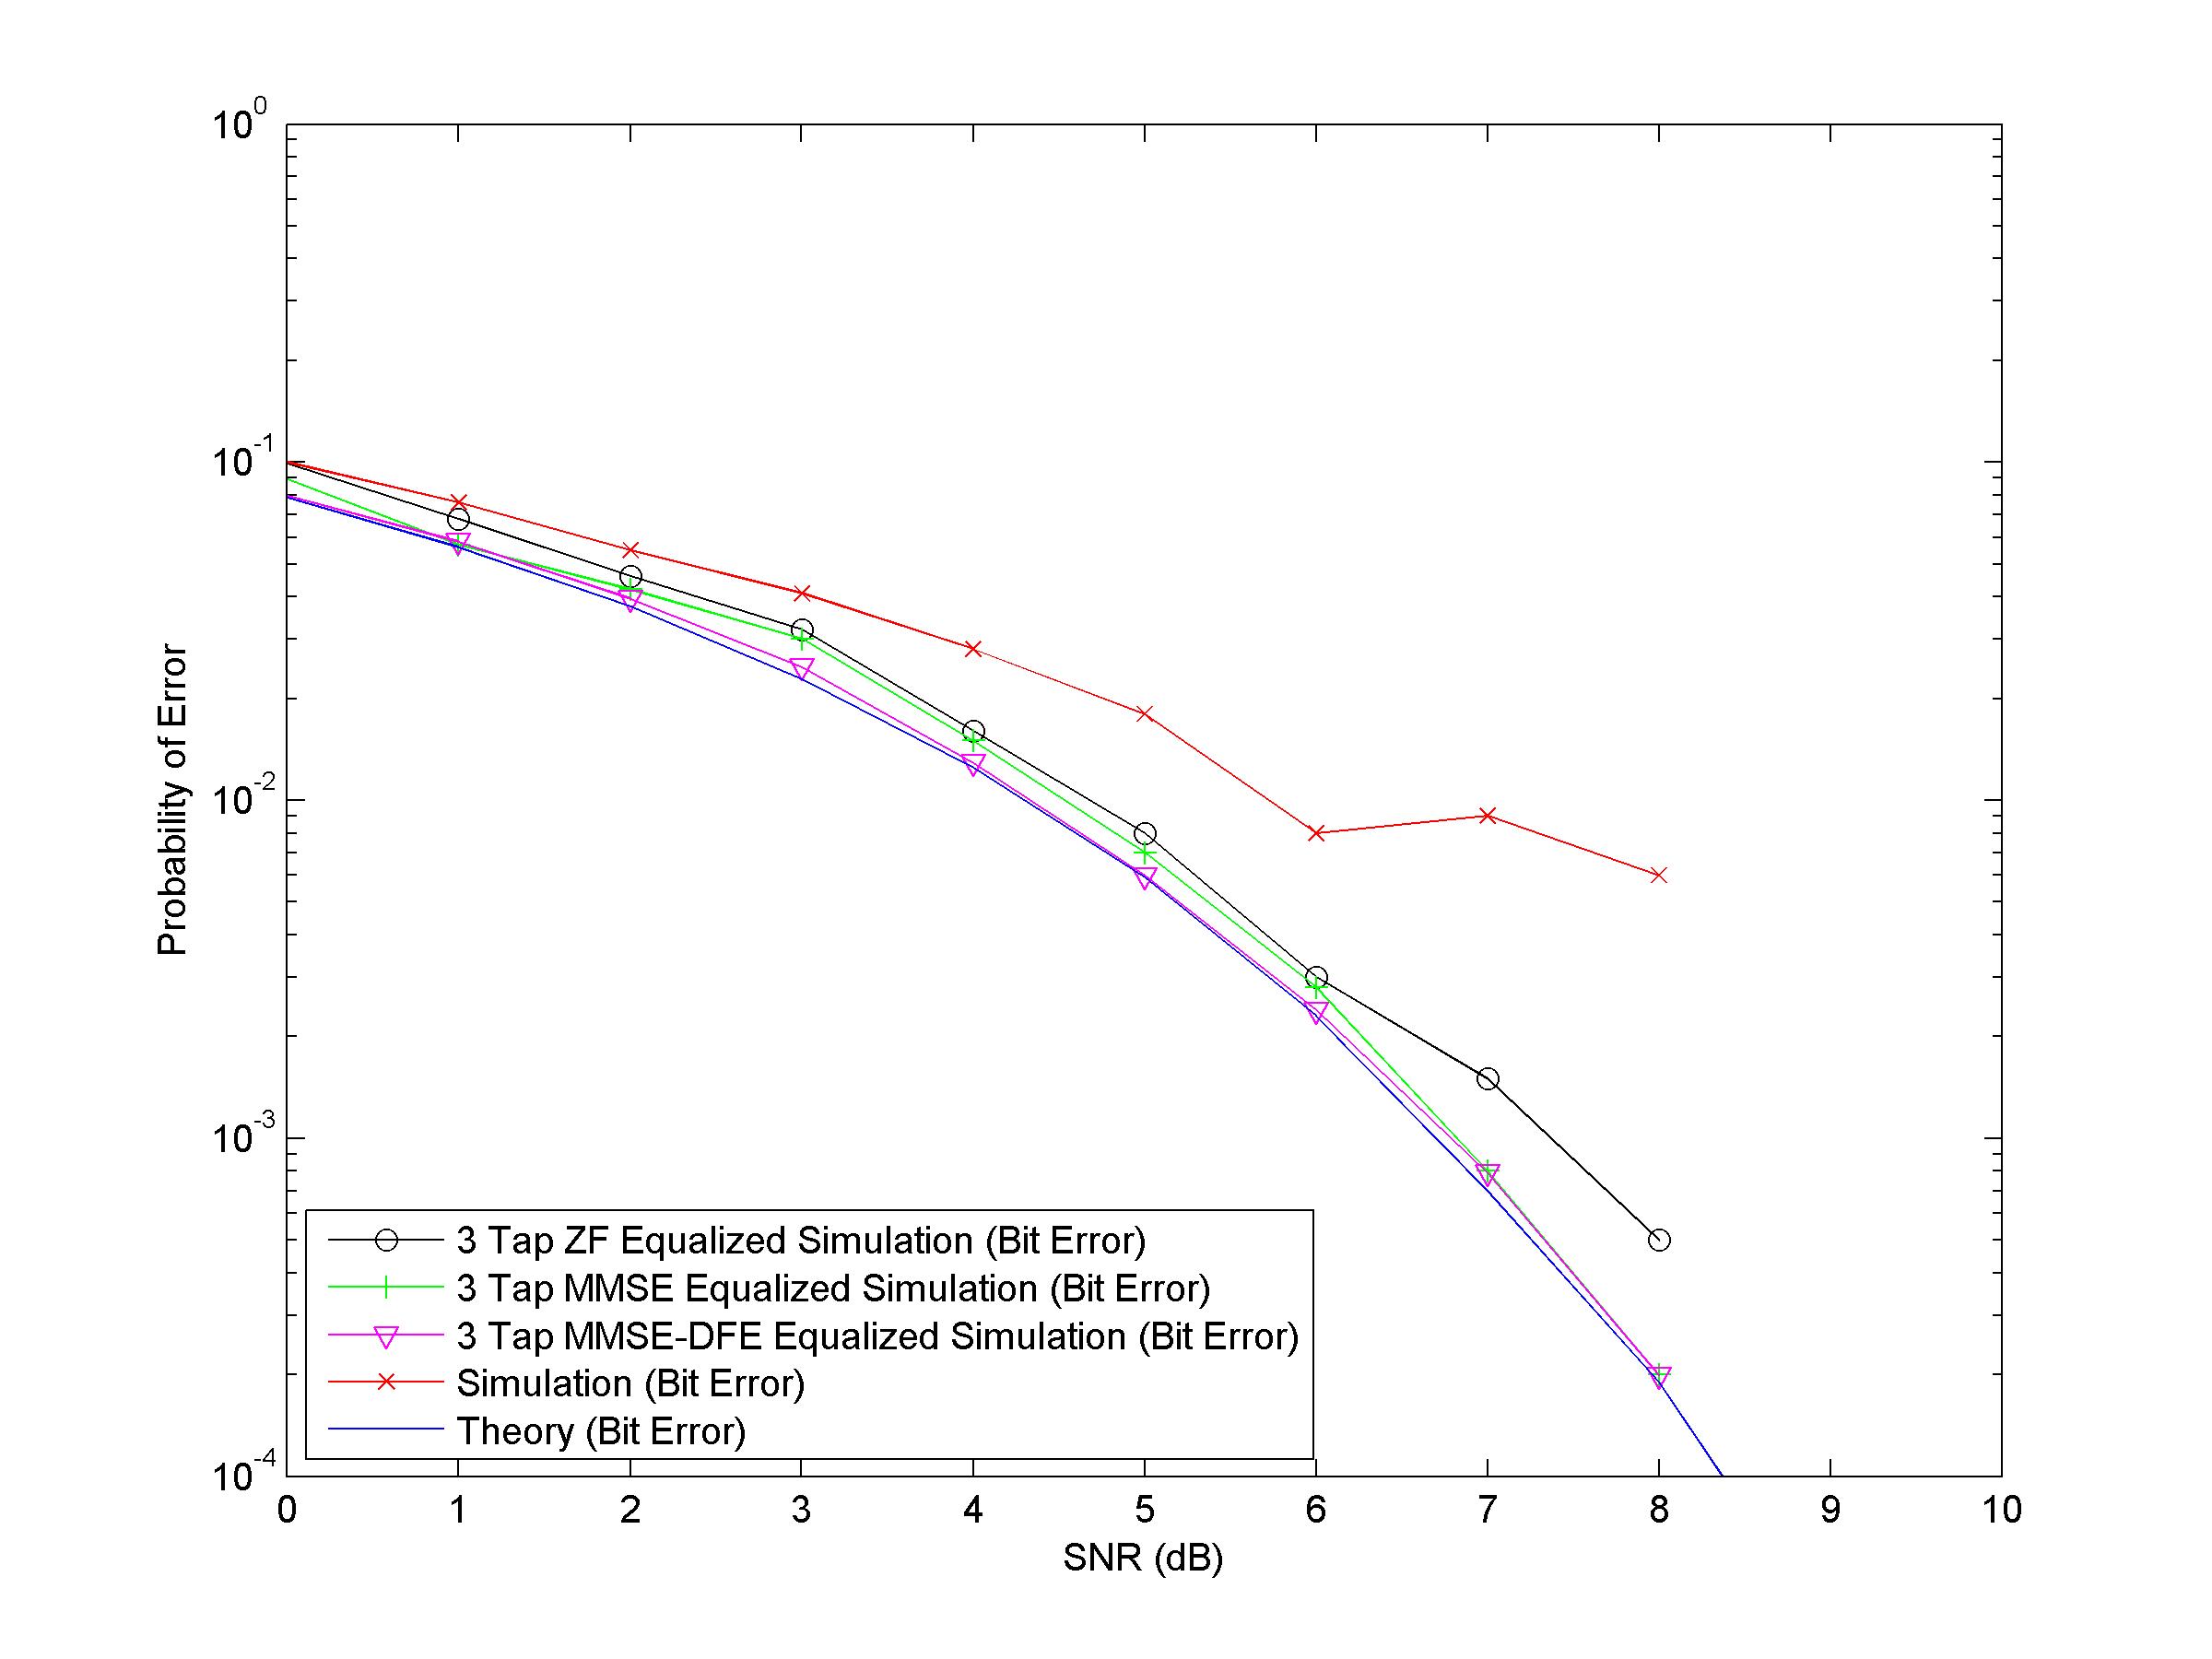 10^0
10^-1
10^-2
10^-3
10^-4
Probability of Error
3 Tap ZF Equalized Simulation (Bit Error)
3 Tap MMSE Equalized Simulation (Bit Error)
3 Tap MMSE-DFE Equalized Simulation (Bit Error)
Simulation (Bit Error)
Theory (Bit Error)
0 1 2 3 4 5 6 7 8 9 10
SNR (dB)